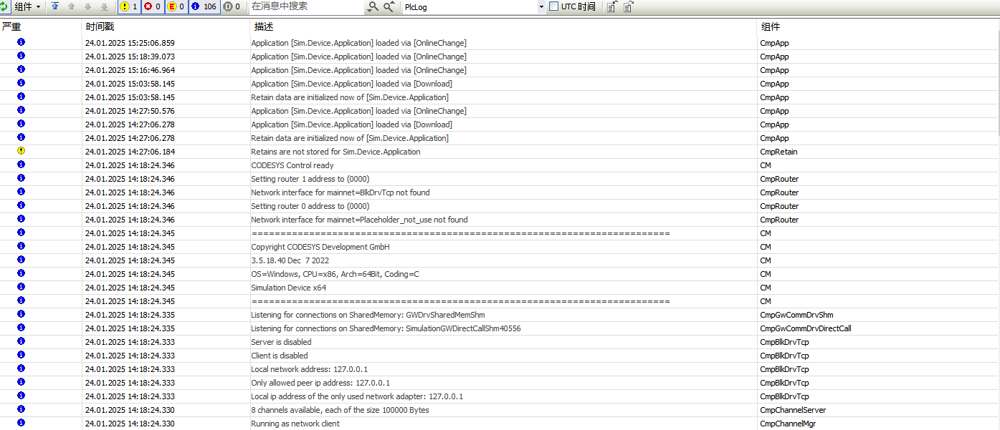 组件 1 0 0 106 0 在消息中搜索 PlcLog UTC 时间
严重 时间戳 描述 组件
24.01.2025 15:25:06.859 Application [Sim.Device.Application] loaded via [OnlineChange] CmpApp
24.01.2025 15:18:39.073 Application [Sim.Device.Application] loaded via [OnlineChange] CmpApp
24.01.2025 15:16:46.964 Application [Sim.Device.Application] loaded via [OnlineChange] CmpApp
24.01.2025 15:03:58.145 Application [Sim.Device.Application] loaded via [Download] CmpApp
24.01.2025 15:03:58.145 Retain data are initialized now of [Sim.Device.Application] CmpApp
24.01.2025 14:27:50.576 Application [Sim.Device.Application] loaded via [OnlineChange] CmpApp
24.01.2025 14:27:06.278 Application [Sim.Device.Application] loaded via [Download] CmpApp
24.01.2025 14:27:06.278 Retain data are initialized now of [Sim.Device.Application] CmpApp
24.01.2025 14:27:06.184 Retains are not stored for Sim.Device.Application CmpRetain
24.01.2025 14:18:24.346 CODESYS Control ready CM
24.01.2025 14:18:24.346 Setting router 1 address to (0000) CmpRouter
24.01.2025 14:18:24.346 Network interface for mainnet=BlkDrvTcp not found CmpRouter
24.01.2025 14:18:24.346 Setting router 0 address to (0000) CmpRouter
24.01.2025 14:18:24.346 Network interface for mainnet=Placeholder_not_use not found CmpRouter
24.01.2025 14:18:24.345 ========================================================================= CM
24.01.2025 14:18:24.345 Copyright CODESYS Development GmbH CM
24.01.2025 14:18:24.345 3.5.18.40 Dec  7 2022 CM
24.01.2025 14:18:24.345 OS=Windows, CPU=x86, Arch=64Bit, Coding=C CM
24.01.2025 14:18:24.345 Simulation Device x64 CM
24.01.2025 14:18:24.345 ========================================================================= CM
24.01.2025 14:18:24.335 Listening for connections on SharedMemory: GWDrvSharedMemShm CmpGwCommDrvShm
24.01.2025 14:18:24.335 Listening for connections on SharedMemory: SimulationGWDirectCallShm40556 CmpGwCommDrvDirectCall
24.01.2025 14:18:24.333 Server is disabled CmpBlkDrvTcp
24.01.2025 14:18:24.333 Client is disabled CmpBlkDrvTcp
24.01.2025 14:18:24.333 Local network address: 127.0.0.1 CmpBlkDrvTcp
24.01.2025 14:18:24.333 Only allowed peer ip address: 127.0.0.1 CmpBlkDrvTcp
24.01.2025 14:18:24.333 Local ip address of the only used network adapter: 127.0.0.1 CmpBlkDrvTcp
24.01.2025 14:18:24.330 8 channels available, each of the size 100000 Bytes CmpChannelServer
24.01.2025 14:18:24.330 Running as network client CmpChannelMgr